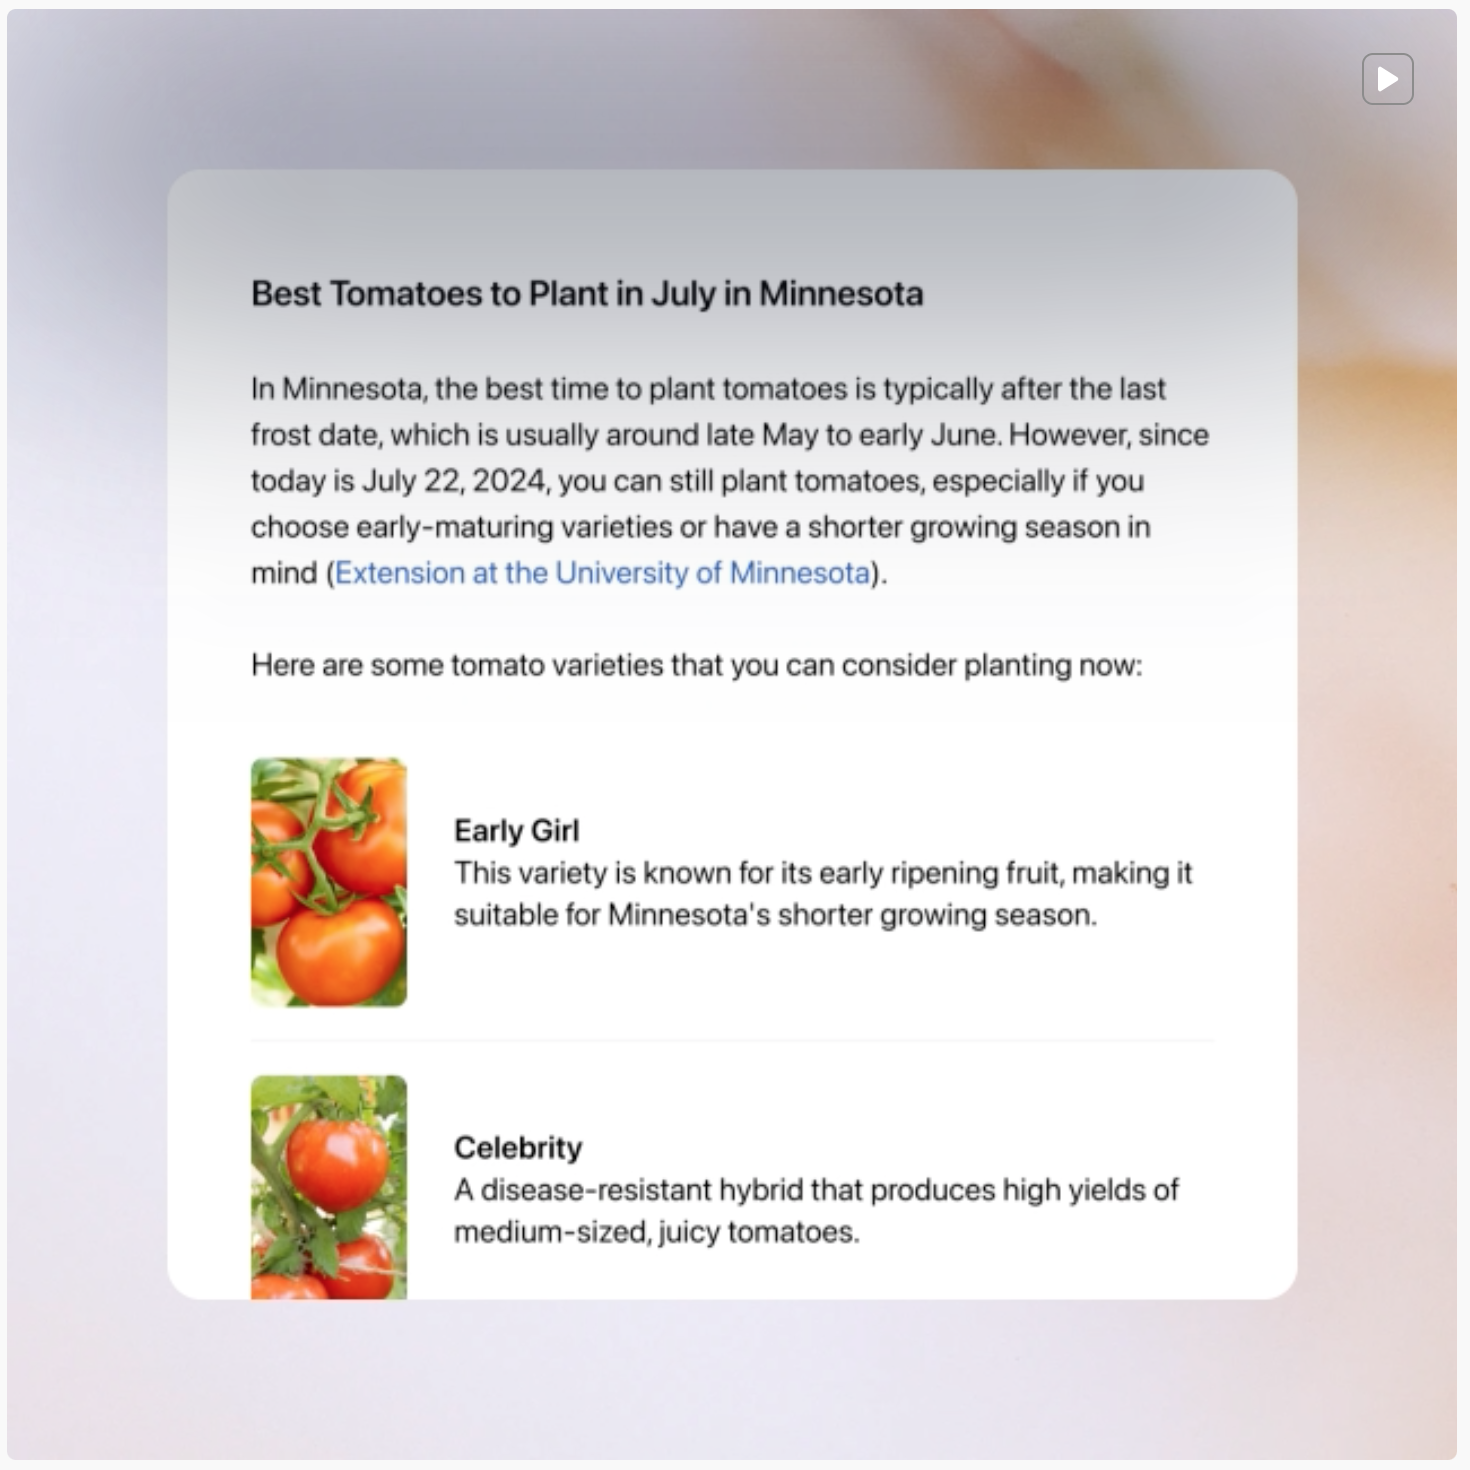 Best Tomatoes to Plant in July in Minnesota
In Minnesota, the best time to plant tomatoes is typically after the last
frost date, which is usually around late May to early June. However, since
today is July 22, 2024, you can still plant tomatoes, especially if you
choose early-maturing varieties or have a shorter growing season in
mind (Extension at the University of Minnesota).
Here are some tomato varieties that you can consider planting now:
Early Girl
This variety is known for its early ripening fruit, making it
suitable for Minnesota's shorter growing season.
Celebrity
A disease-resistant hybrid that produces high yields of
medium-sized, juicy tomatoes.